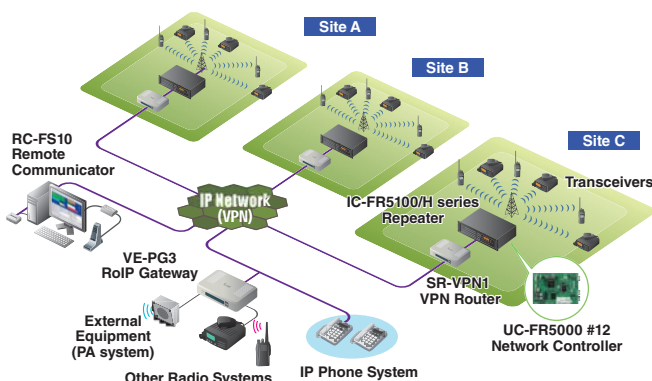 Site A
Site B
Site C
RC-FS10
Remote
Communicator
Transceivers
IP Network
(VPN)
IC-FR5100/H series
Repeater
VE-PG3
RoIP Gateway
SR-VPN1
VPN Router
External
Equipment
(PA system)
UC-FR5000 #12
Network Controller
IP Phone System
Other Radio Systems